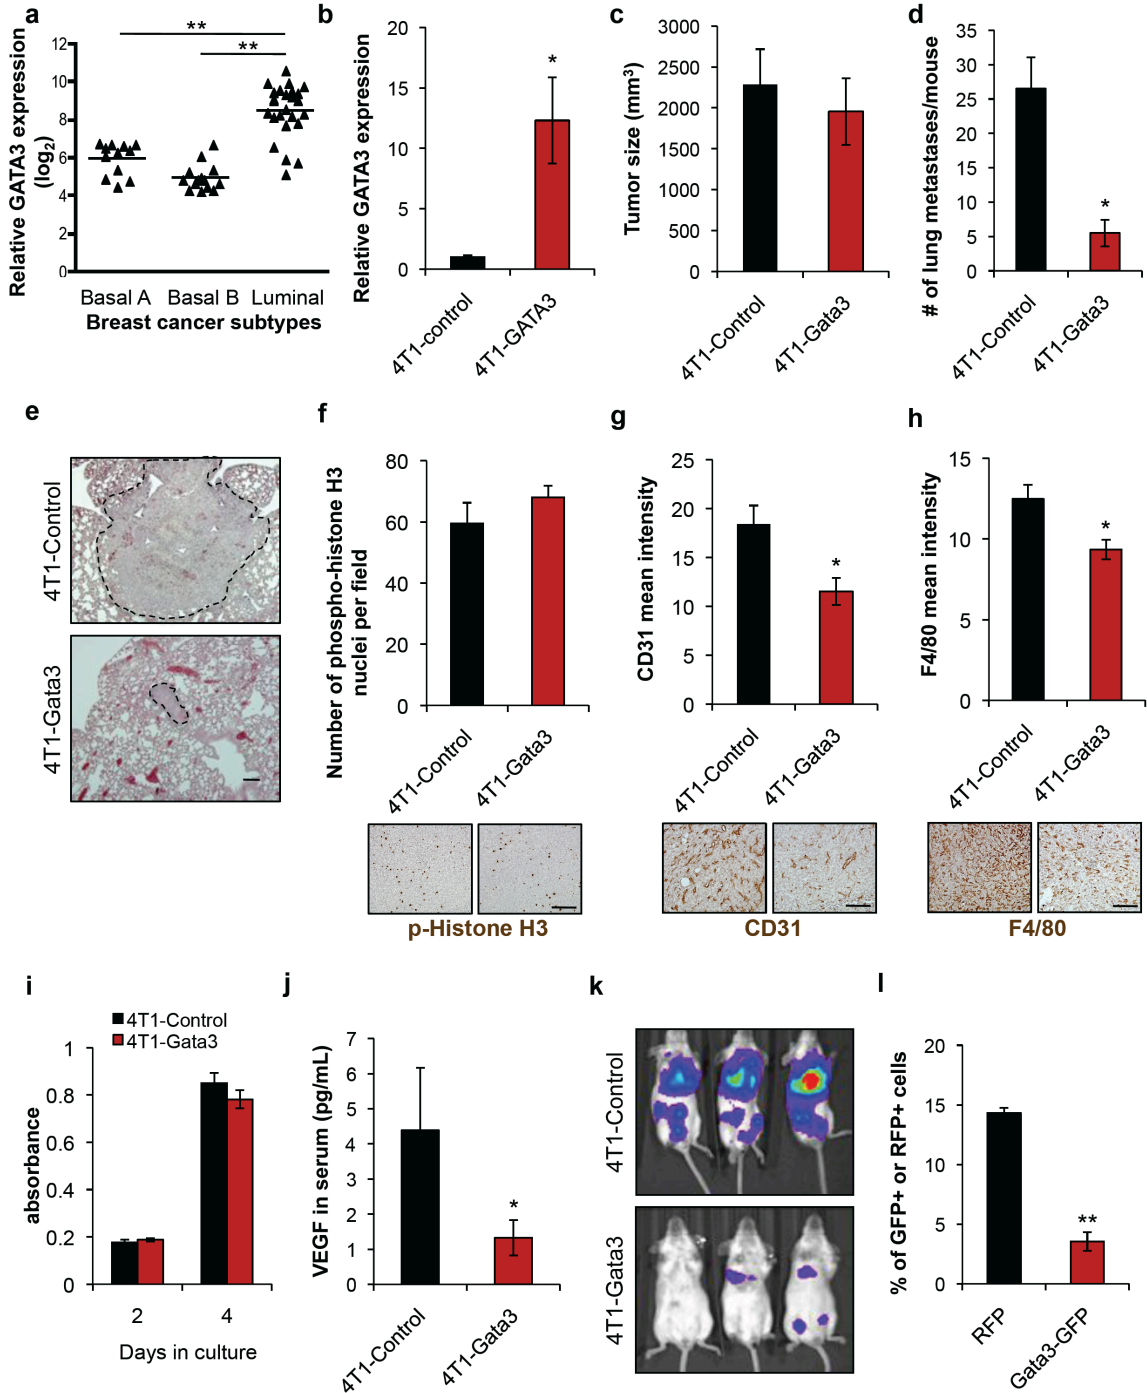 a
Relative GATA3 expression
(log2)
12
10
8
6
4
2
0
**
**
Basal A
Basal B
Luminal
Breast cancer subtypes
b
Relative GATA3 expression
20
15
10
5
0
*
4T1-control
4T1-GATA3
c
Tumor size (mm³)
3000
2500
2000
1500
1000
500
0
4T1-Control
4T1-Gata3
d
# of lung metastases/mouse
35
30
25
20
15
10
5
0
*
4T1-Control
4T1-Gata3
e
4T1-Control
4T1-Gata3
f
Number of phospho-histone H3
nuclei per field
80
60
40
20
0
4T1-Control
4T1-Gata3
p-Histone H3
g
CD31 mean intensity
25
20
15
10
5
0
*
4T1-Control
4T1-Gata3
CD31
h
F4/80 mean intensity
15
10
5
0
*
4T1-Control
4T1-Gata3
F4/80
i
4T1-Control
4T1-Gata3
absorbance
1
0.8
0.6
0.4
0.2
0
2
4
Days in culture
j
VEGF in serum (pg/mL)
7
6
5
4
3
2
1
0
*
4T1-Control
4T1-Gata3
k
4T1-Control
4T1-Gata3
l
% of GFP+ or RFP+ cells
20
15
10
5
0
**
RFP
Gata3-GFP